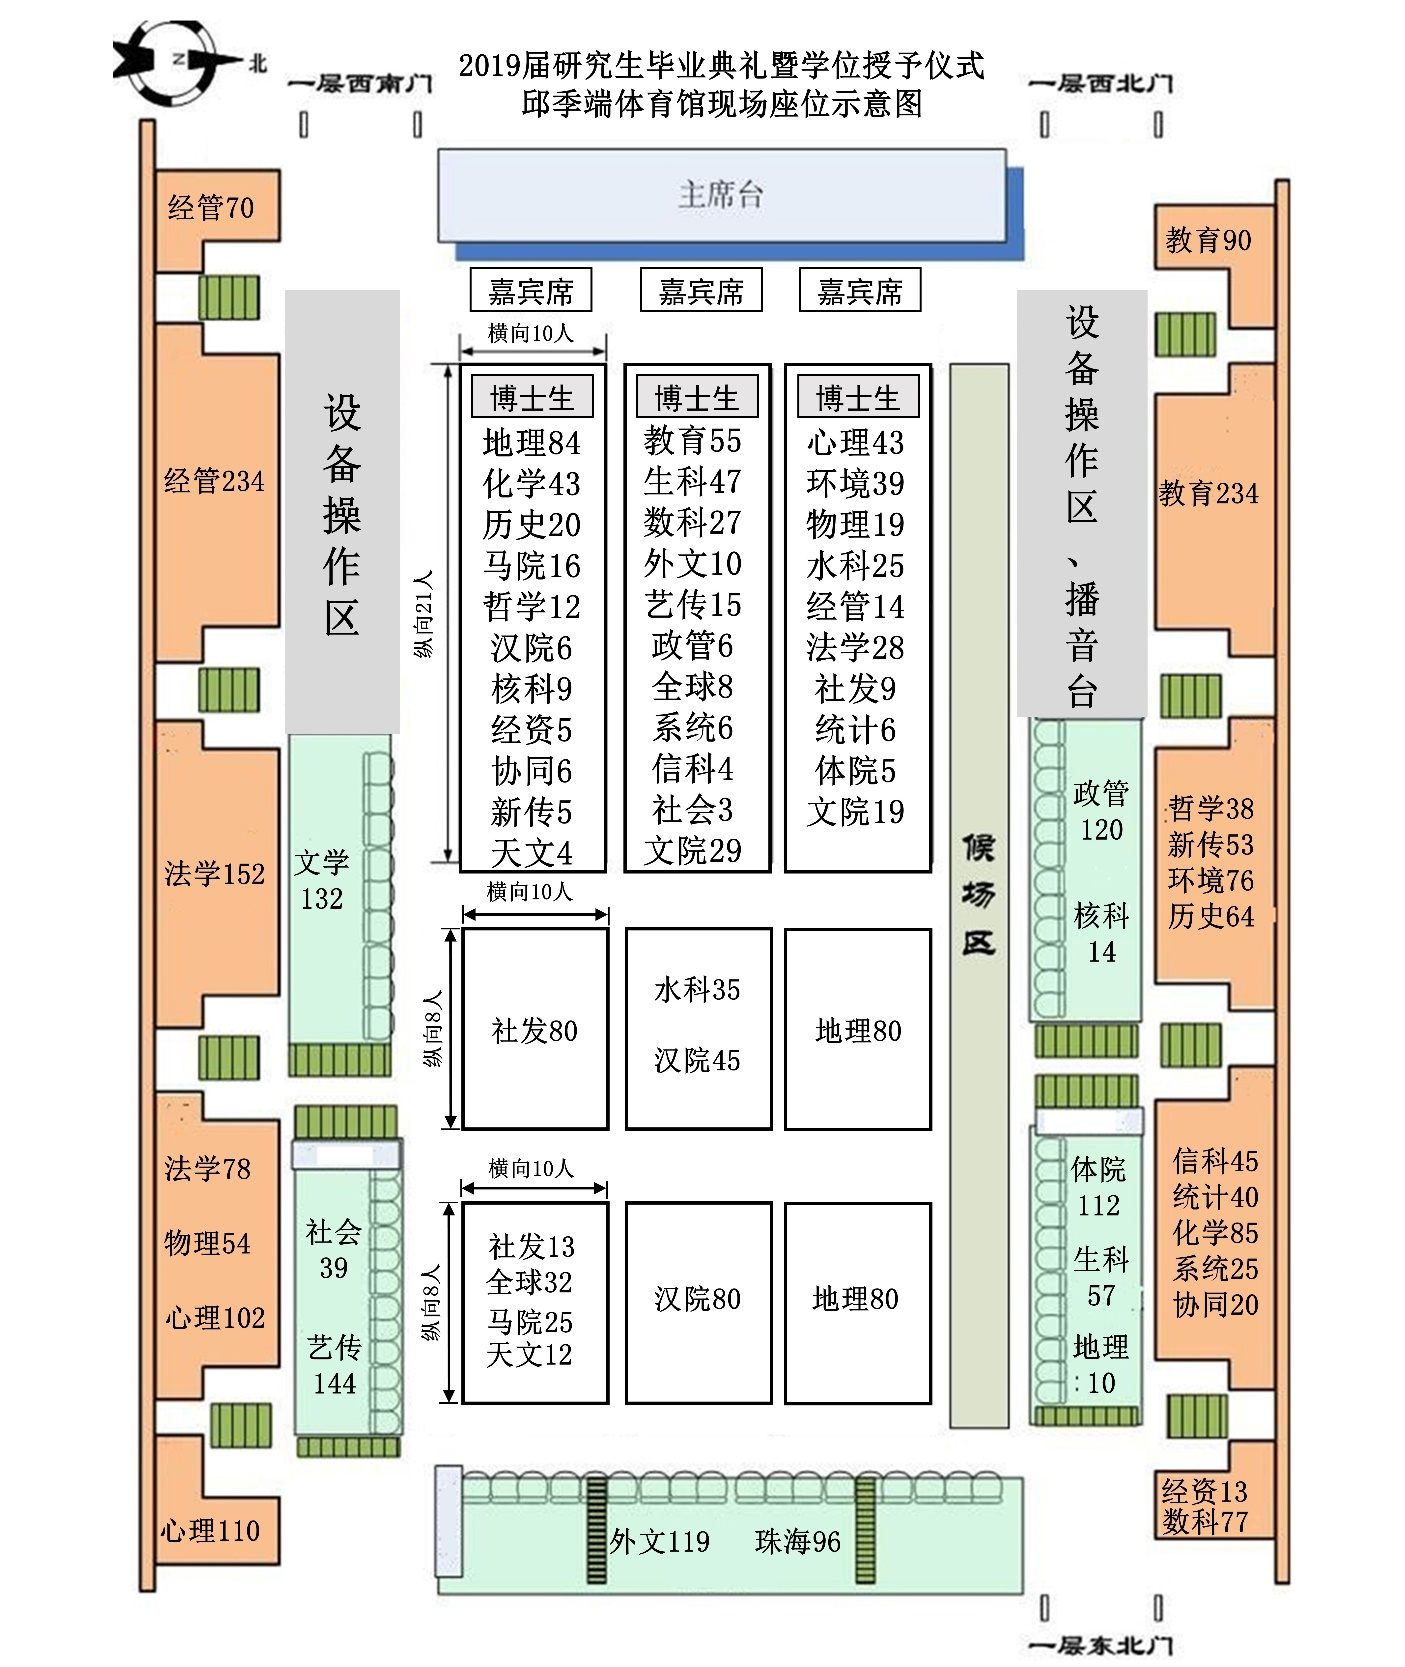 2019届研究生毕业典礼暨学位授予仪式
邱季端体育馆现场座位示意图
N
北
一层西南门
一层西北门
主席台
嘉宾席
嘉宾席
嘉宾席
经管70
经管234
法学152
法学78
物理54
心理102
心理110
设备操作区
文学
132
社会
39
艺传
144
横向10人
纵向21人
博士生
地理84
化学43
历史20
马院16
哲学12
汉院6
核科9
经资5
协同6
新传5
天文4
博士生
教育55
生科47
数科27
外文10
艺传15
政管6
全球8
系统6
信科4
社会3
文院29
博士生
心理43
环境39
物理19
水科25
经管14
法学28
社发9
统计6
体院5
文院19
横向10人
纵向8人
社发80
水科35
汉院45
地理80
横向10人
纵向8人
社发13
全球32
马院25
天文12
汉院80
地理80
候场区
设备操作区、播音台
政管
120
核科
14
体院
112
生科
57
地理
:10
教育90
教育234
哲学38
新传53
环境76
历史64
信科45
统计40
化学85
系统25
协同20
经资13
数科77
外文119
珠海96
一层东北门